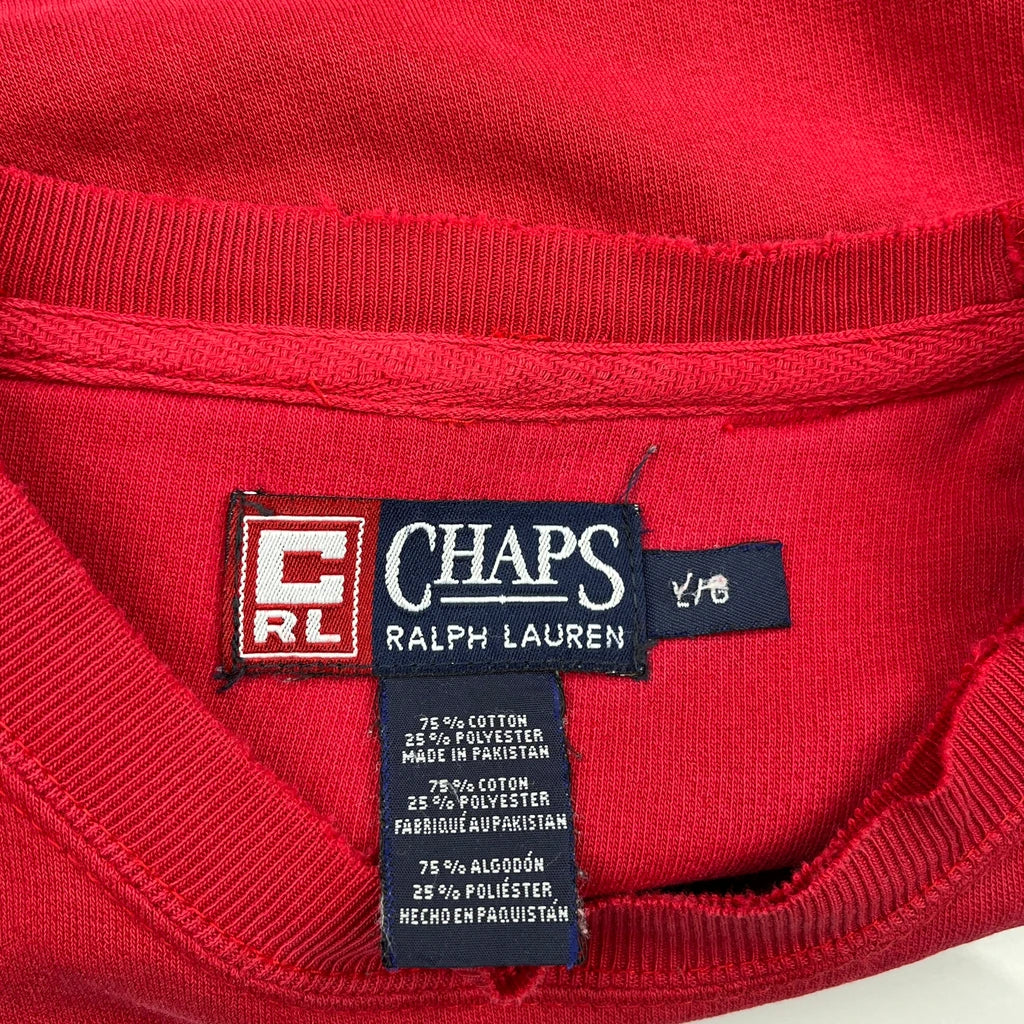 C
RL
CHAPS
RALPH LAUREN
75% COTTON
25% POLYESTER
MADE IN PAKISTAN
75% COTON
25% POLYESTER
FABRIQUÉ AU PAKISTAN
75% ALGODÓN
25% POLIÉSTER
HECHO EN PAQUISTÁN